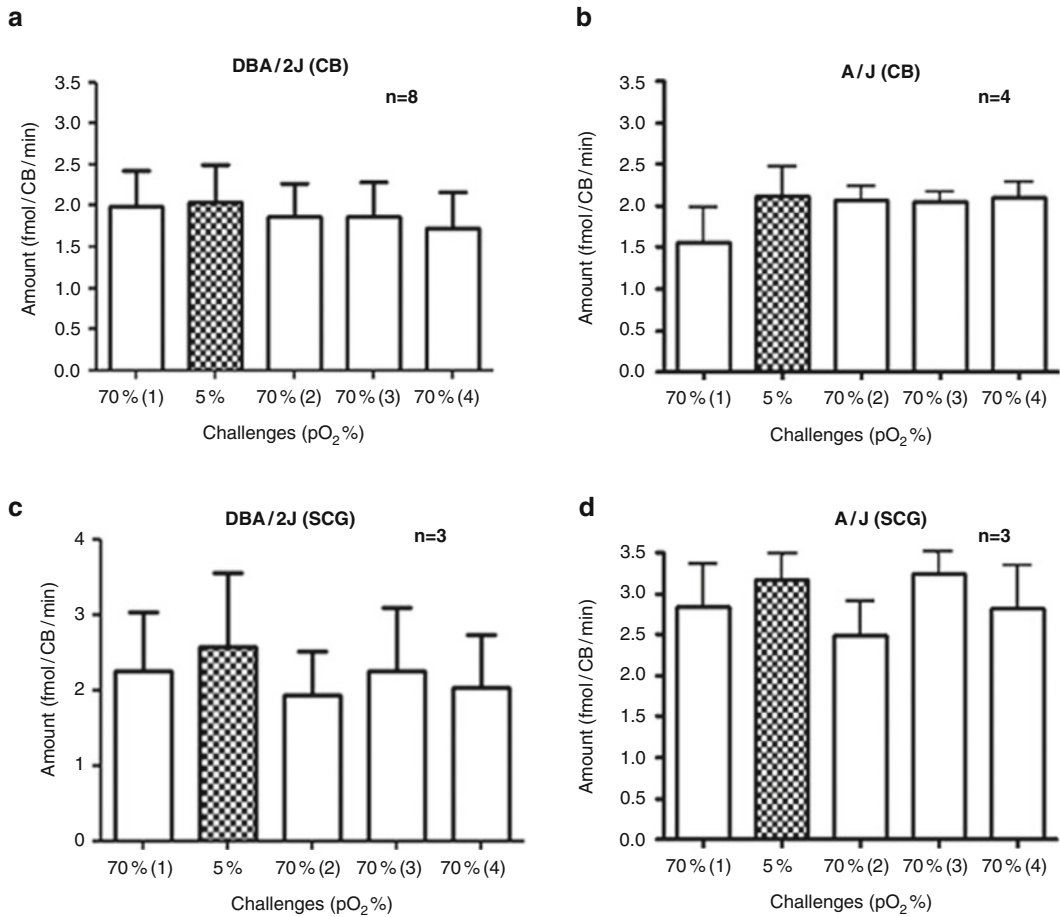 a
DBA/2J (CB)
n=8
Amount (fmol/CB/min)
3.5
3.0
2.5
2.0
1.5
1.0
0.5
0.0
70% (1) 5% 70% (2) 70% (3) 70% (4)
Challenges (pO2%)
b
A/J (CB)
n=4
Amount (fmol/CB/min)
3.5
3.0
2.5
2.0
1.5
1.0
0.5
0.0
70% (1) 5% 70% (2) 70% (3) 70% (4)
Challenges (pO2%)
c
DBA/2J (SCG)
n=3
Amount (fmol/CB/min)
4
3
2
1
0
70% (1) 5% 70% (2) 70% (3) 70% (4)
Challenges (pO2%)
d
A/J (SCG)
n=3
Amount (fmol/CB/min)
3.5
3.0
2.5
2.0
1.5
1.0
0.5
0.0
70% (1) 5% 70% (2) 70% (3) 70% (4)
Challenges (pO2%)